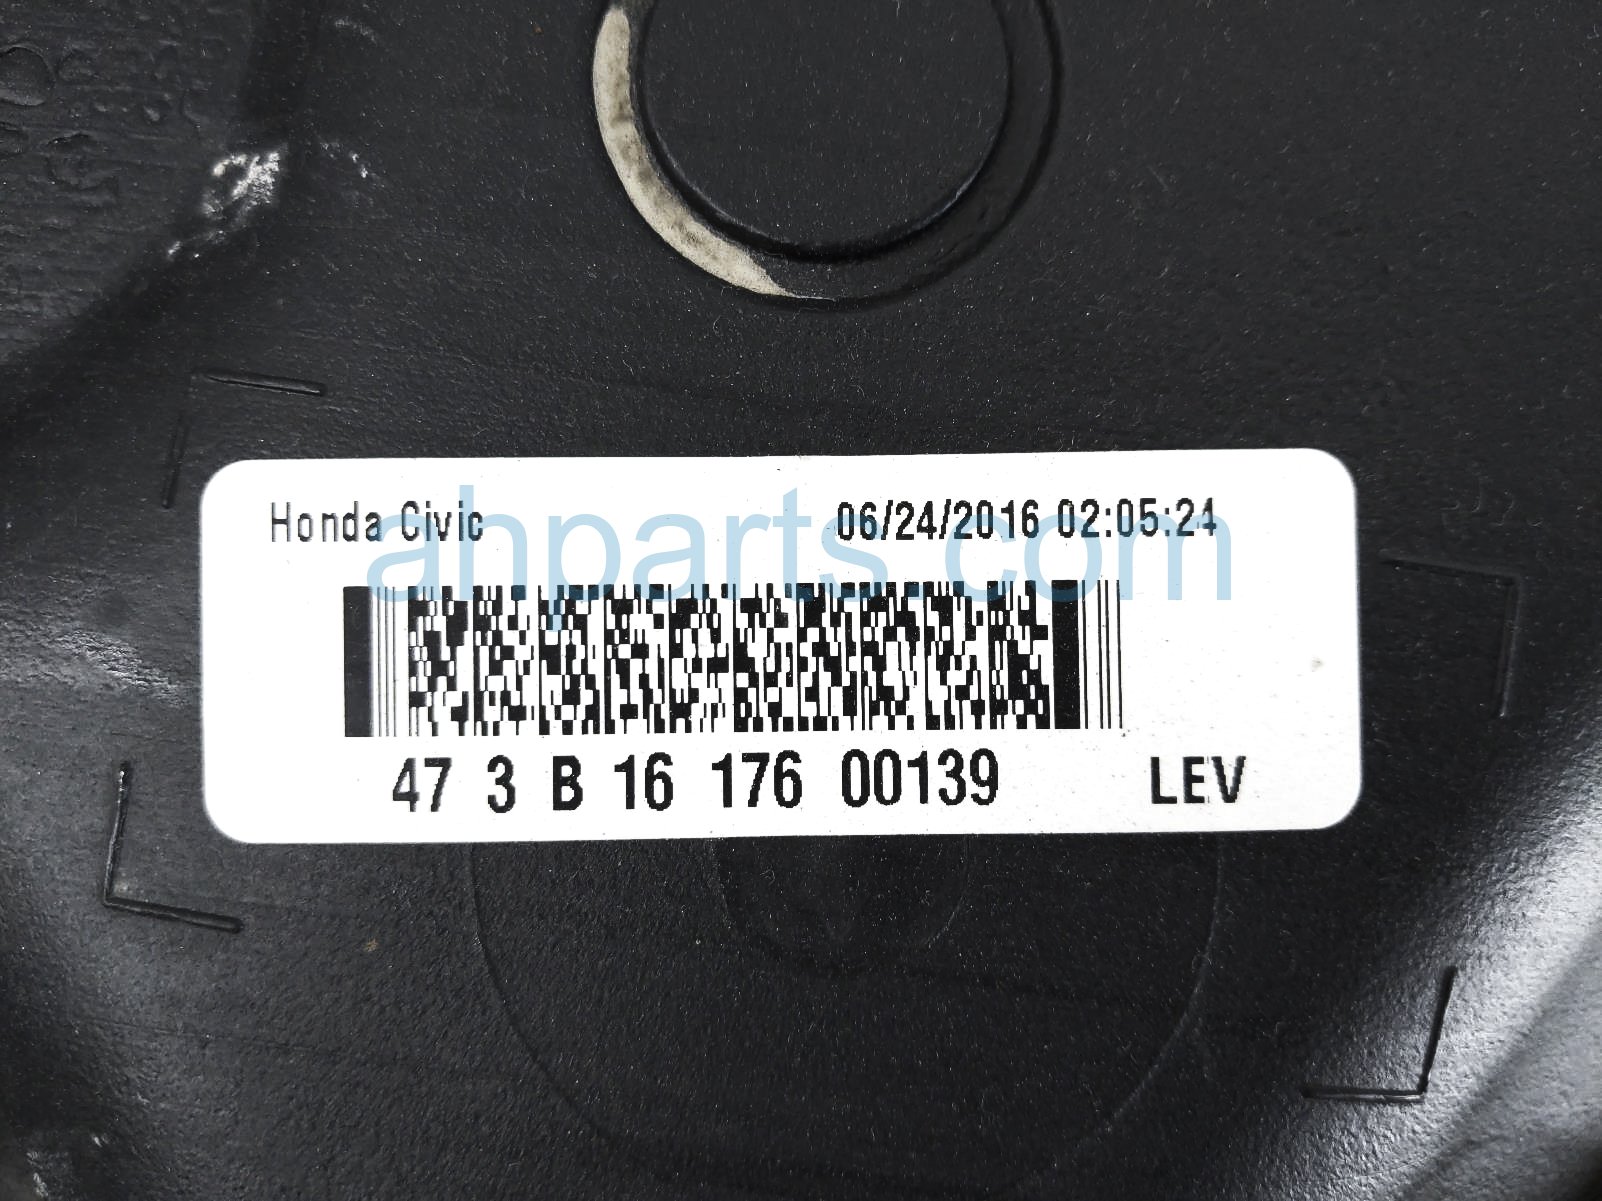 Honda Civic 06/24/2016 02:05:24
ahparts.com
47 3 B 16 176 00139 LEV